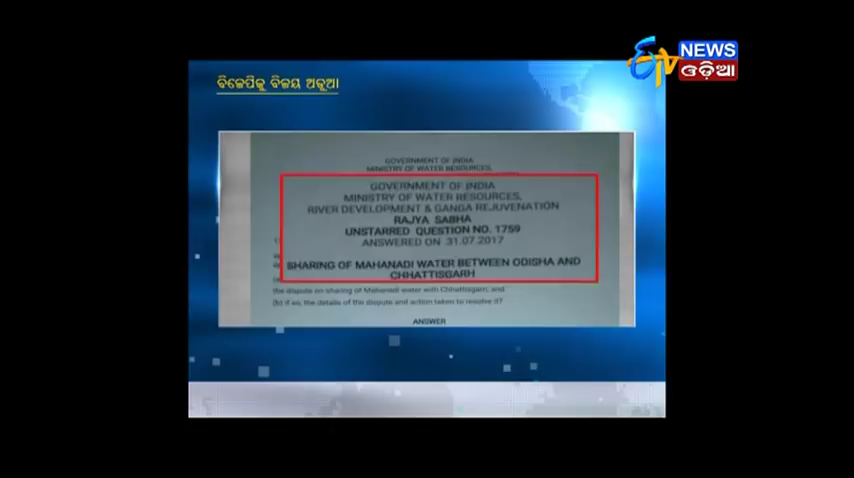 ETV NEWS
ଓଡ଼ିଆ
ବିଜେପିକୁ ବିଜୟ ଅଡୁଆ
GOVERNMENT OF INDIA
MINISTRY OF WATER RESOURCES,
GOVERNMENT OF INDIA
MINISTRY OF WATER RESOURCES,
RIVER DEVELOPMENT & GANGA REJUVENATION
RAJYA SABHA
UNSTARRED QUESTION NO. 1759
ANSWERED ON 31.07.2017
SHARING OF MAHANADI WATER BETWEEN ODISHA AND
CHHATTISGARH
the dispute on sharing of Mahanadi water with Chhattisgarh; and
(b) if so, the details of the dispute and action taken to resolve it?
ANSWER